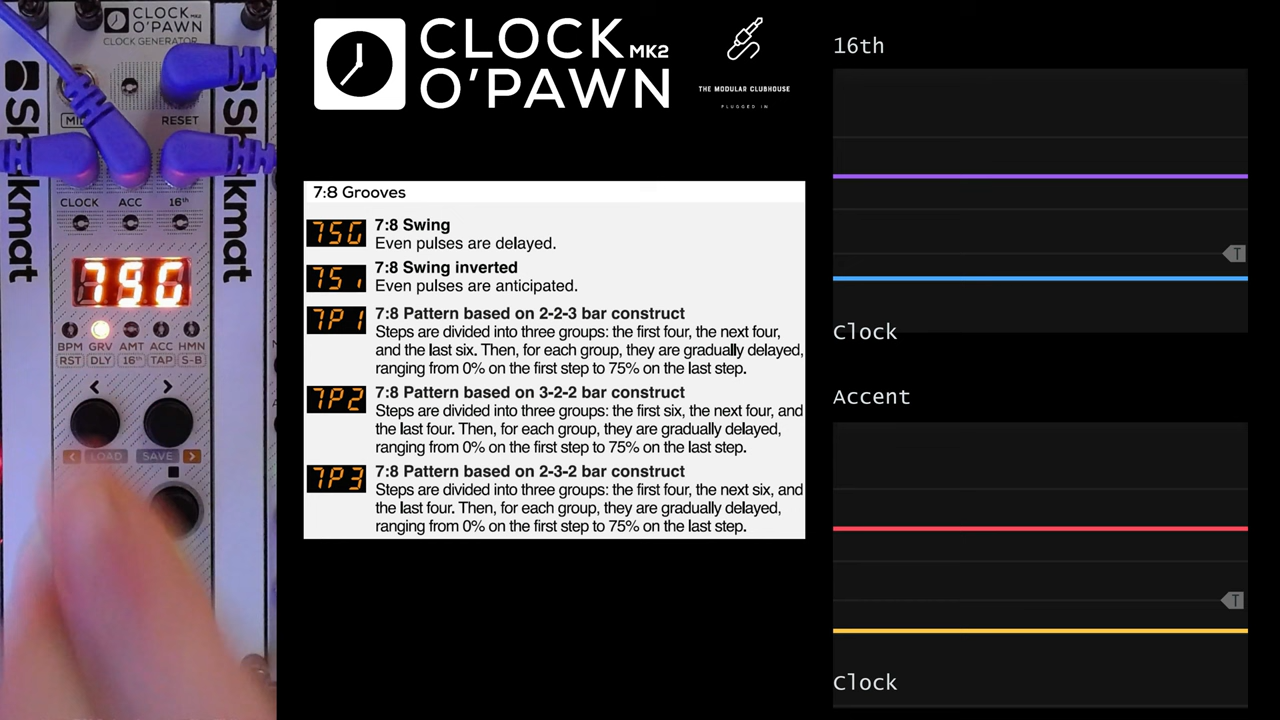 CLOCK
O'PAWN
MK2
CLOCK GENERATOR
RESET
CLOCK
ACC
16th
Shakmat
Shakmat
7SG
BPM GRV AMT ACC HMN
RST DLY 16th TAP S-B
< >
< LOAD SAVE >
CLOCK MK2
O'PAWN
THE MODULAR CLUBHOUSE
PLUGGED IN
7:8 Grooves
7SG
7:8 Swing
Even pulses are delayed.
7S i
7:8 Swing inverted
Even pulses are anticipated.
7P1
7:8 Pattern based on 2-2-3 bar construct
Steps are divided into three groups: the first four, the next four,
and the last six. Then, for each group, they are gradually delayed,
ranging from 0% on the first step to 75% on the last step.
7P2
7:8 Pattern based on 3-2-2 bar construct
Steps are divided into three groups: the first six, the next four, and
the last four. Then, for each group, they are gradually delayed,
ranging from 0% on the first step to 75% on the last step.
7P3
7:8 Pattern based on 2-3-2 bar construct
Steps are divided into three groups: the first four, the next six, and
the last four. Then, for each group, they are gradually delayed,
ranging from 0% on the first step to 75% on the last step.
16th
T
Clock
Accent
T
Clock